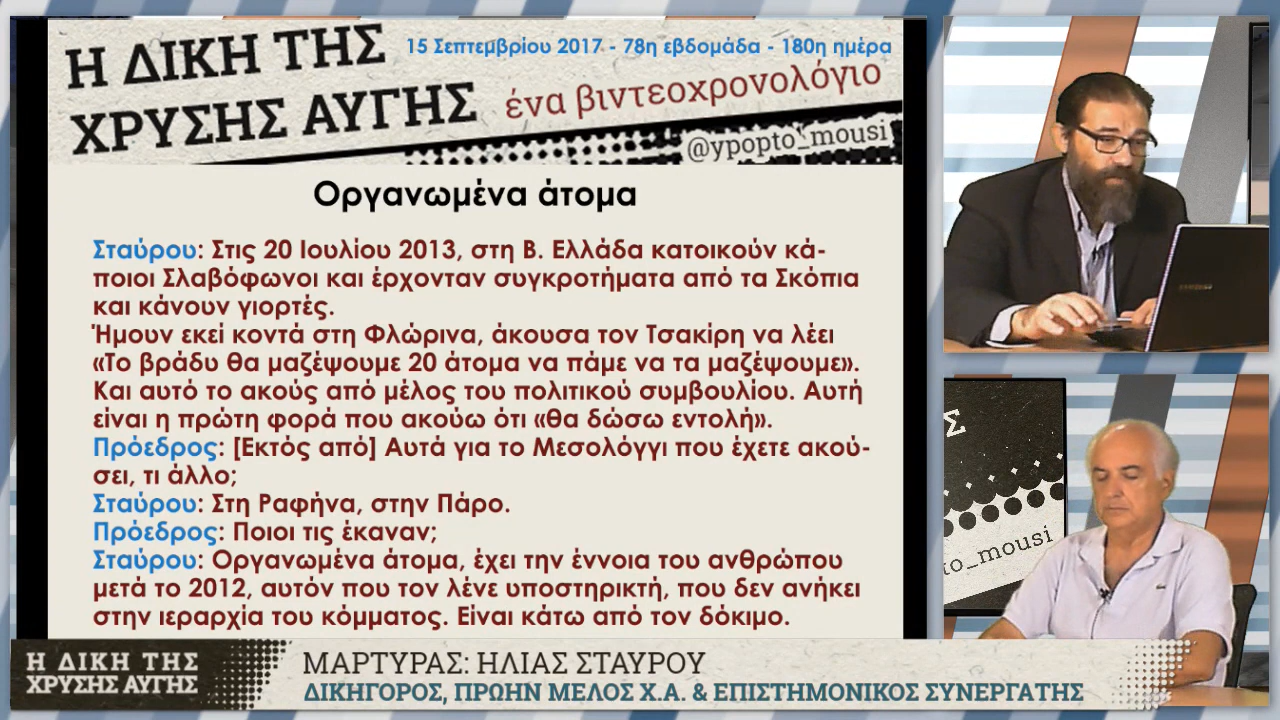 Η ΔΙΚΗ ΤΗΣ
ΧΡΥΣΗΣ ΑΥΓΗΣ
15 Σεπτεμβρίου 2017 - 78η εβδομάδα - 180η ημέρα
ένα βιντεοχρονολόγιο
@ypopto_mousi
Οργανωμένα άτομα
Σταύρου: Στις 20 Ιουλίου 2013, στη Β. Ελλάδα κατοικούν κά-
ποιοι Σλαβόφωνοι και έρχονταν συγκροτήματα από τα Σκόπια
και κάνουν γιορτές.
Ήμουν εκεί κοντά στη Φλώρινα, άκουσα τον Τσακίρη να λέει
«Το βράδυ θα μαζέψουμε 20 άτομα να πάμε να τα μαζέψουμε».
Και αυτό το ακούς από μέλος του πολιτικού συμβουλίου. Αυτή
είναι η πρώτη φορά που ακούω ότι «θα δώσω εντολή».
Πρόεδρος: [Εκτός από] Αυτά για το Μεσολόγγι που έχετε ακού-
σει, τι άλλο;
Σταύρου: Στη Ραφήνα, στην Πάρο.
Πρόεδρος: Ποιοι τις έκαναν;
Σταύρου: Οργανωμένα άτομα, έχει την έννοια του ανθρώπου
μετά το 2012, αυτόν που τον λένε υποστηρικτή, που δεν ανήκει
στην ιεραρχία του κόμματος. Είναι κάτω από τον δόκιμο.
SAMSUNG
Σ
to_mousi
Η ΔΙΚΗ ΤΗΣ
ΧΡΥΣΗΣ ΑΥΓΗΣ
ΜΑΡΤΥΡΑΣ: ΗΛΙΑΣ ΣΤΑΥΡΟΥ
ΔΙΚΗΓΟΡΟΣ, ΠΡΩΗΝ ΜΕΛΟΣ Χ.Α. & ΕΠΙΣΤΗΜΟΝΙΚΟΣ ΣΥΝΕΡΓΑΤΗΣ